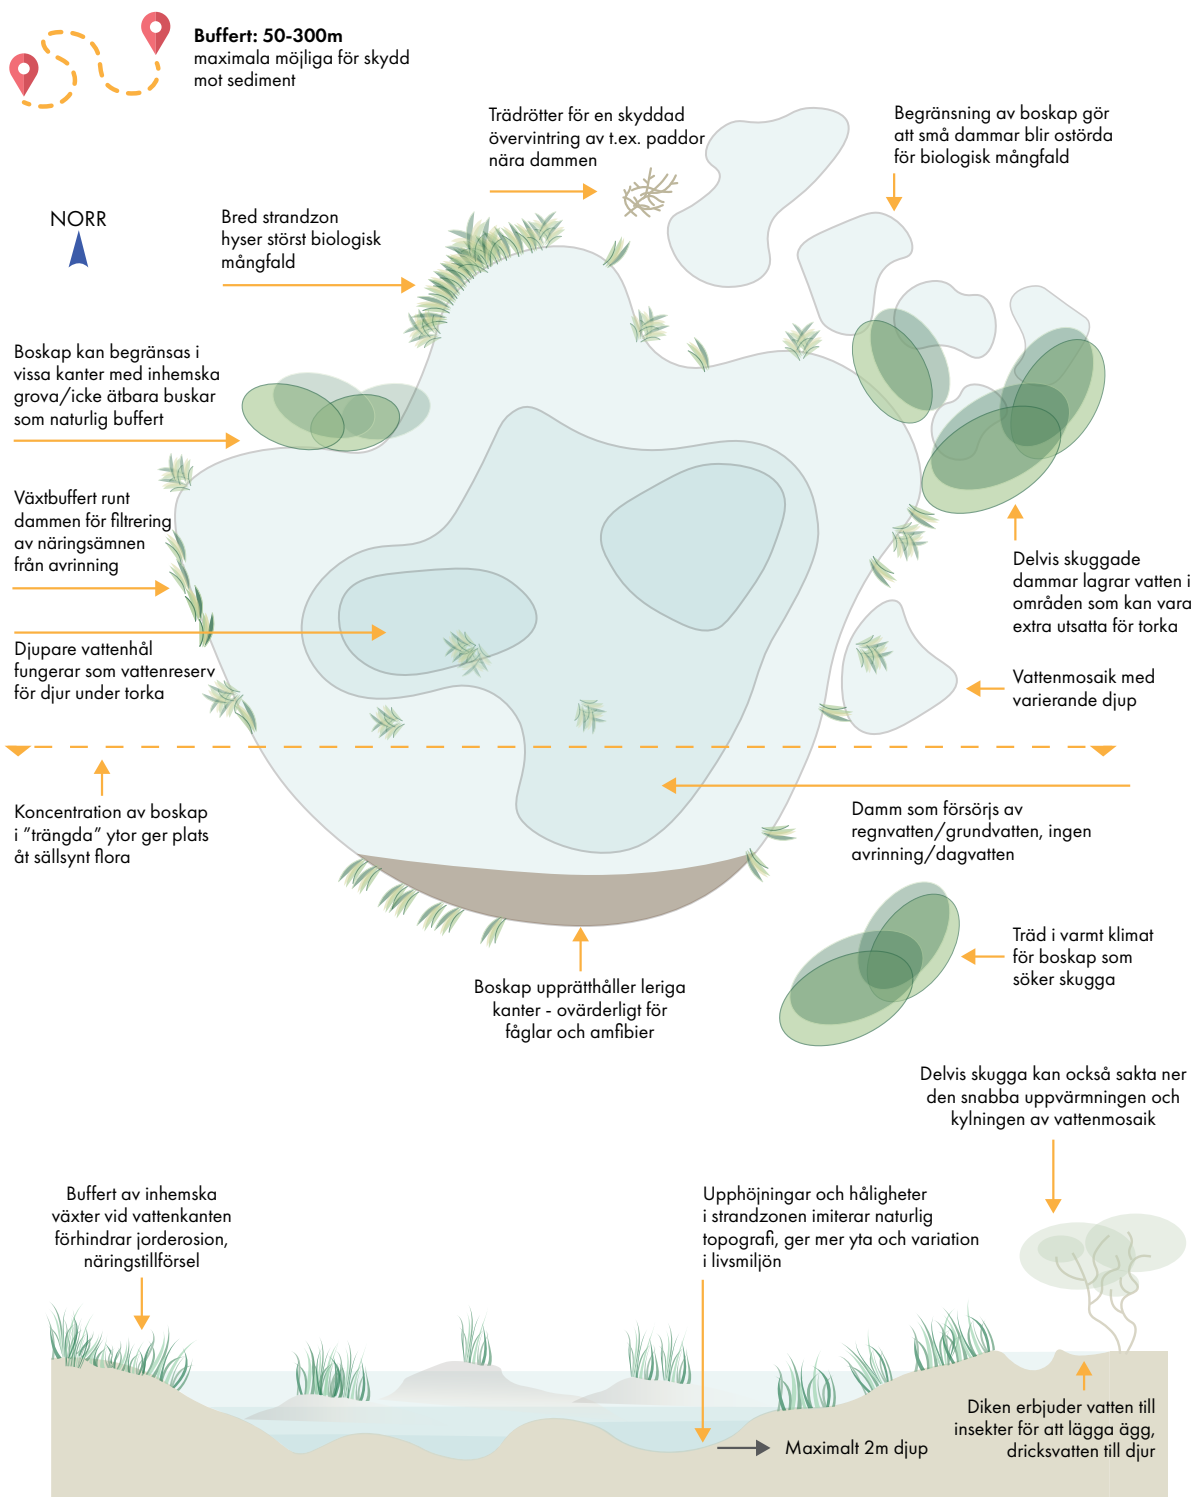 Buffert: 50-300m
maximala möjliga för skydd
mot sediment
Trädrötter för en skyddad
övervintring av t.ex. paddor
nära dammen
Begränsning av boskap gör
att små dammar blir ostörda
för biologisk mångfald
NORR
Bred strandzon
hyser störst biologisk
mångfald
Boskap kan begränsas i
vissa kanter med inhemska
grova/icke ätbara buskar
som naturlig buffert
Växtbuffert runt
dammen för filtrering
av näringsämnen
från avrinning
Delvis skuggade
dammar lagrar vatten i
områden som kan vara
extra utsatta för torka
Djupare vattenhål
fungerar som vattenreserv
för djur under torka
Vattenmosaik med
varierande djup
Koncentration av boskap
i ”trängda” ytor ger plats
åt sällsynt flora
Damm som försörjs av
regnvatten/grundvatten, ingen
avrinning/dagvatten
Träd i varmt klimat
för boskap som
söker skugga
Boskap upprätthåller leriga
kanter - ovärderligt för
fåglar och amfibier
Delvis skugga kan också sakta ner
den snabba uppvärmningen och
kylningen av vattenmosaik
Buffert av inhemska
växter vid vattenkanten
förhindrar jorderosion,
näringstillförsel
Upphöjningar och håligheter
i strandzonen imiterar naturlig
topografi, ger mer yta och variation
i livsmiljön
Diken erbjuder vatten till
insekter för att lägga ägg,
dricksvatten till djur
Maximalt 2m djup